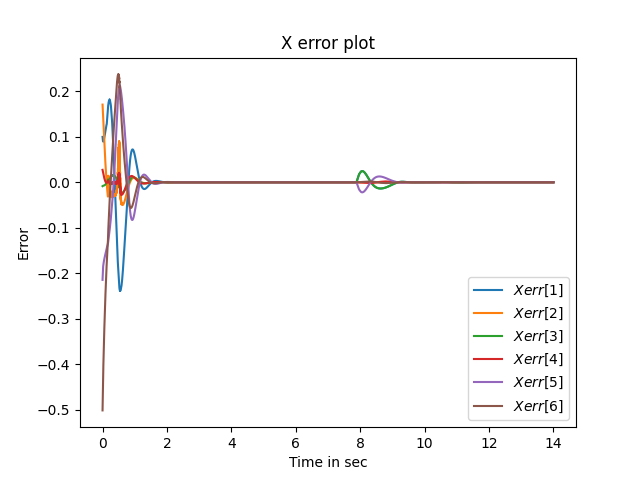 X error plot
0.2
0.1
0.0
−0.1
−0.2
−0.3
−0.4
−0.5
Error
0 2 4 6 8 10 12 14
Time in sec
Xerr[1]
Xerr[2]
Xerr[3]
Xerr[4]
Xerr[5]
Xerr[6]